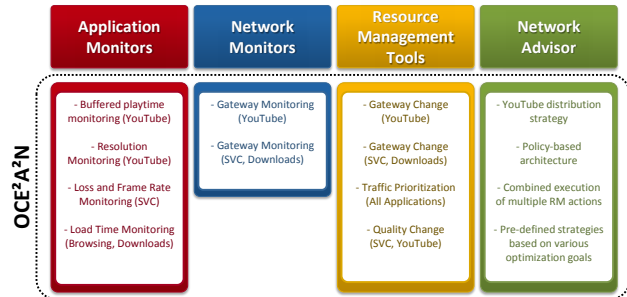 Application
Monitors
Network
Monitors
Resource
Management
Tools
Network
Advisor
OCE²A²N
- Buffered playtime
monitoring (YouTube)
- Resolution
Monitoring (YouTube)
- Loss and Frame Rate
Monitoring (SVC)
- Load Time Monitoring
(Browsing, Downloads)
- Gateway Monitoring
(YouTube)
- Gateway Monitoring
(SVC, Downloads)
- Gateway Change
(YouTube)
- Gateway Change
(SVC, Downloads)
- Traffic Prioritization
(All Applications)
- Quality Change
(SVC, YouTube)
- YouTube distribution
strategy
- Policy-based
architecture
- Combined execution
of multiple RM actions
- Pre-defined strategies
based on various
optimization goals